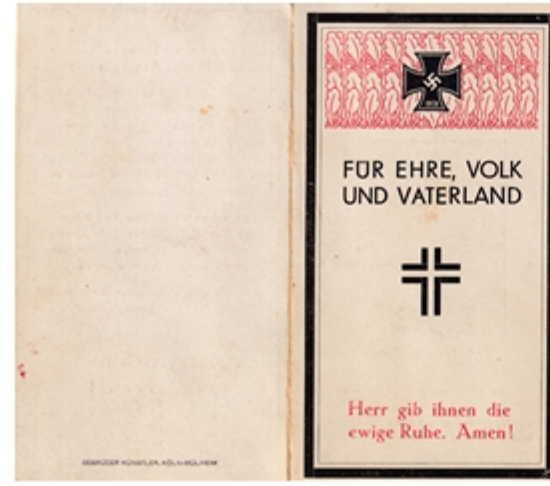 FÜR EHRE, VOLK
UND VATERLAND
Herr gib ihnen die
ewige Ruhe. Amen!
GEBRÜDER KÜNSTLER, KÖLN-MÜLHEIM